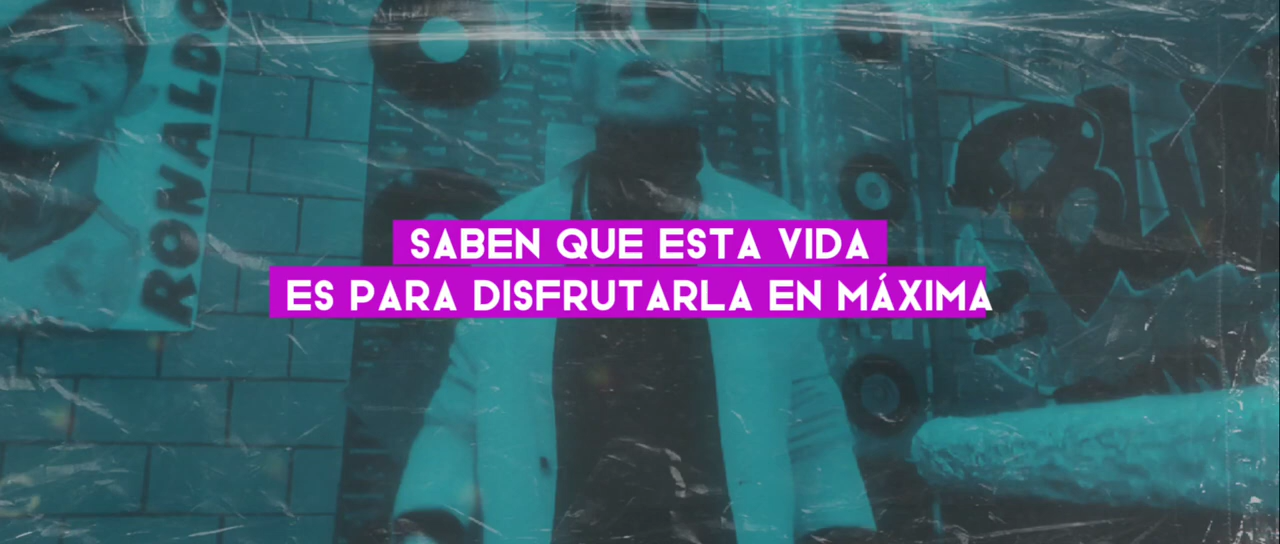 RONALDO
SABEN QUE ESTA VIDA
ES PARA DISFRUTARLA EN MÁXIMA